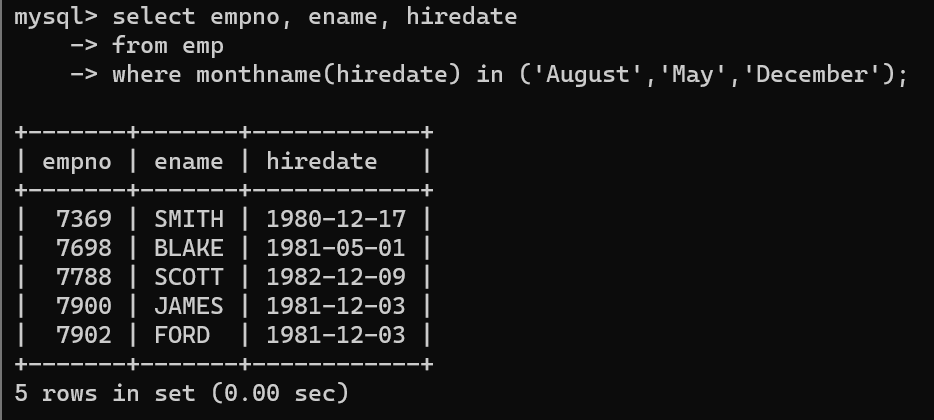 mysql> select empno, ename, hiredate
    -> from emp
    -> where monthname(hiredate) in ('August','May','December');
+-------+-------+------------+
| empno | ename | hiredate   |
+-------+-------+------------+
|  7369 | SMITH | 1980-12-17 |
|  7698 | BLAKE | 1981-05-01 |
|  7788 | SCOTT | 1982-12-09 |
|  7900 | JAMES | 1981-12-03 |
|  7902 | FORD  | 1981-12-03 |
+-------+-------+------------+
5 rows in set (0.00 sec)